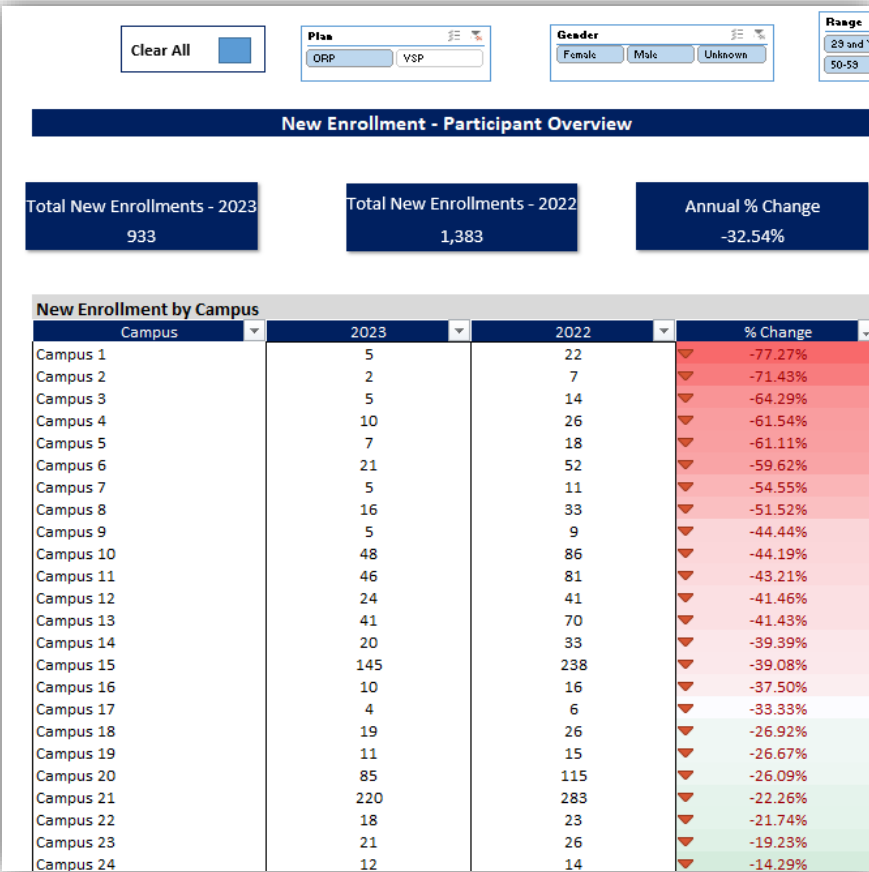 Clear All
Plan
ORP VSP
Gender
Female Male Unknown
Range
29 and
50-59
New Enrollment - Participant Overview
Total New Enrollments - 2023
933
Total New Enrollments - 2022
1,383
Annual % Change
-32.54%
New Enrollment by Campus
Campus 2023 2022 % Change
Campus 1 5 22 -77.27%
Campus 2 2 7 -71.43%
Campus 3 5 14 -64.29%
Campus 4 10 26 -61.54%
Campus 5 7 18 -61.11%
Campus 6 21 52 -59.62%
Campus 7 5 11 -54.55%
Campus 8 16 33 -51.52%
Campus 9 5 9 -44.44%
Campus 10 48 86 -44.19%
Campus 11 46 81 -43.21%
Campus 12 24 41 -41.46%
Campus 13 41 70 -41.43%
Campus 14 20 33 -39.39%
Campus 15 145 238 -39.08%
Campus 16 10 16 -37.50%
Campus 17 4 6 -33.33%
Campus 18 19 26 -26.92%
Campus 19 11 15 -26.67%
Campus 20 85 115 -26.09%
Campus 21 220 283 -22.26%
Campus 22 18 23 -21.74%
Campus 23 21 26 -19.23%
Campus 24 12 14 -14.29%